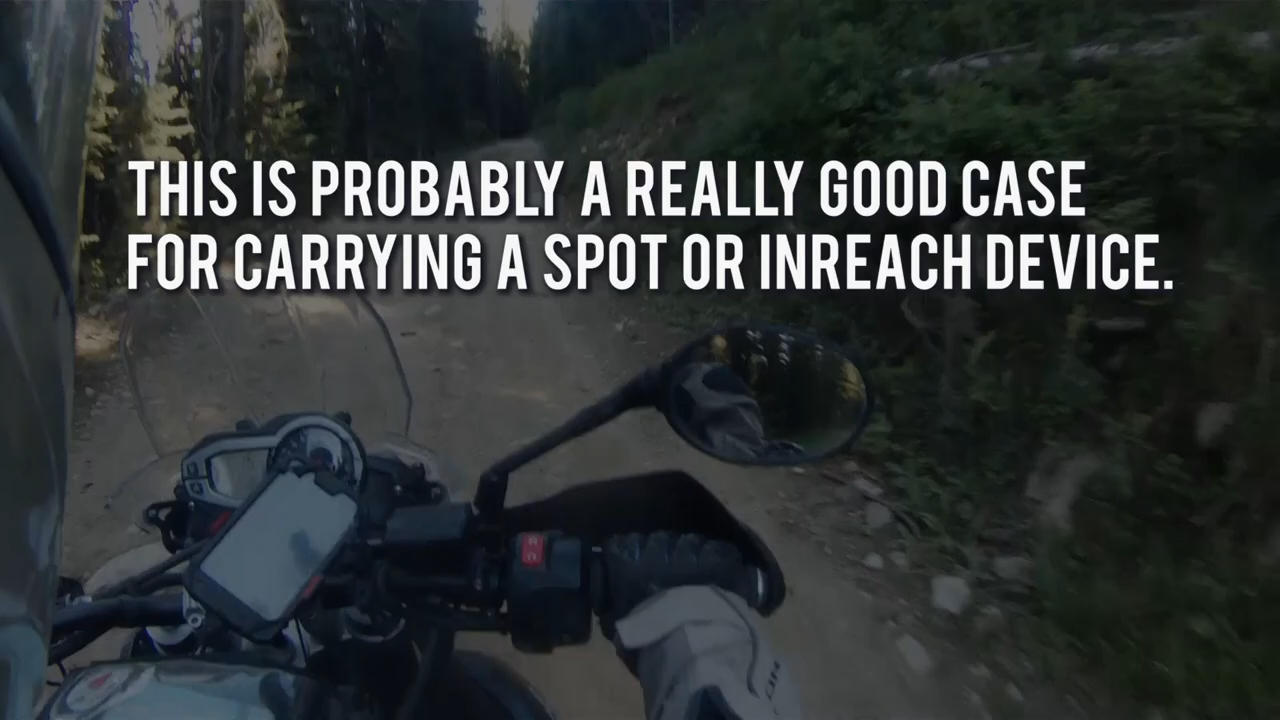 THIS IS PROBABLY A REALLY GOOD CASE
FOR CARRYING A SPOT OR INREACH DEVICE.